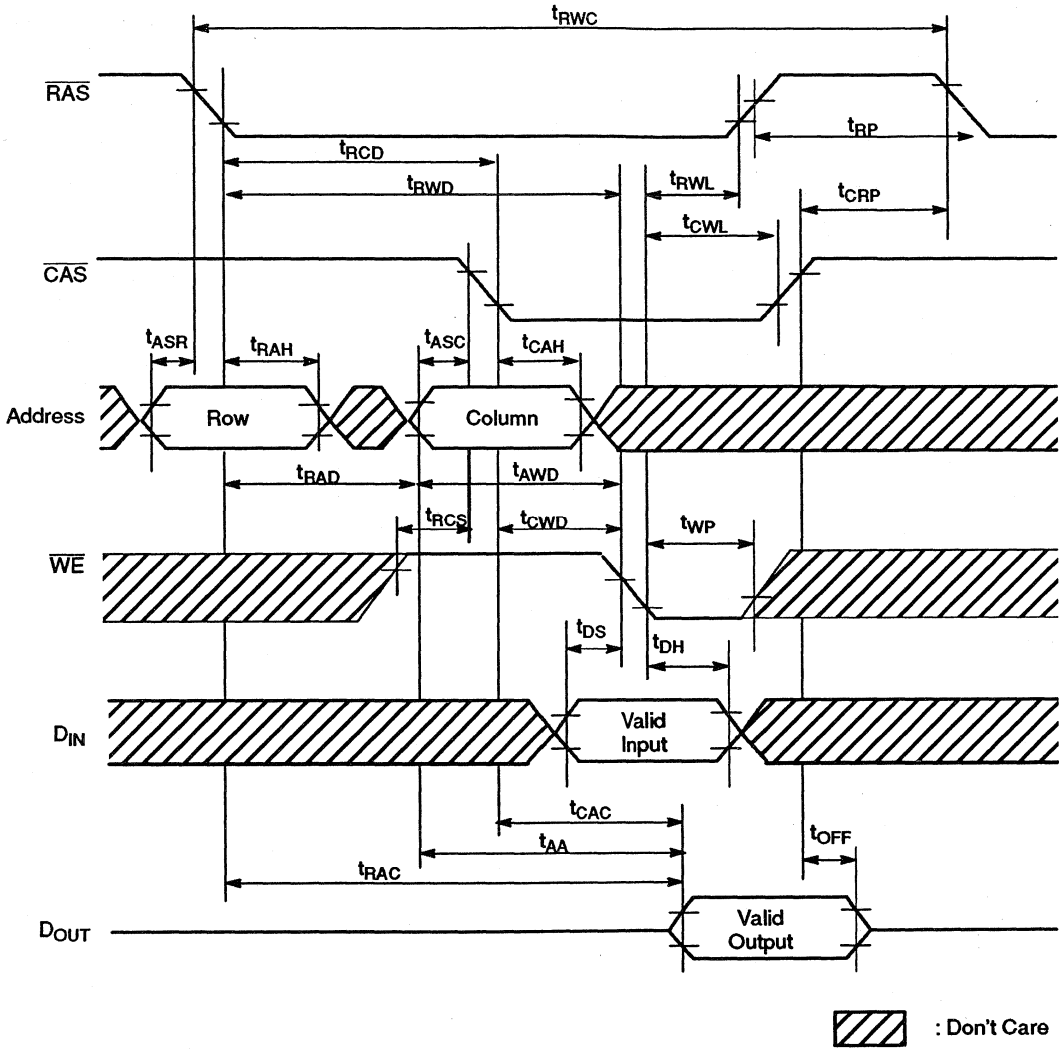 tRWC
RAS
tRP
tRCD
tRWD
tRWL
tCRP
tCWL
CAS
tASR
tRAH
tASC
tCAH
Address
Row
Column
tRAD
tAWD
tRCS
tCWD
tWP
WE
tDS
tDH
DIN
Valid
Input
tCAC
tAA
tOFF
tRAC
DOUT
Valid
Output
: Don't Care